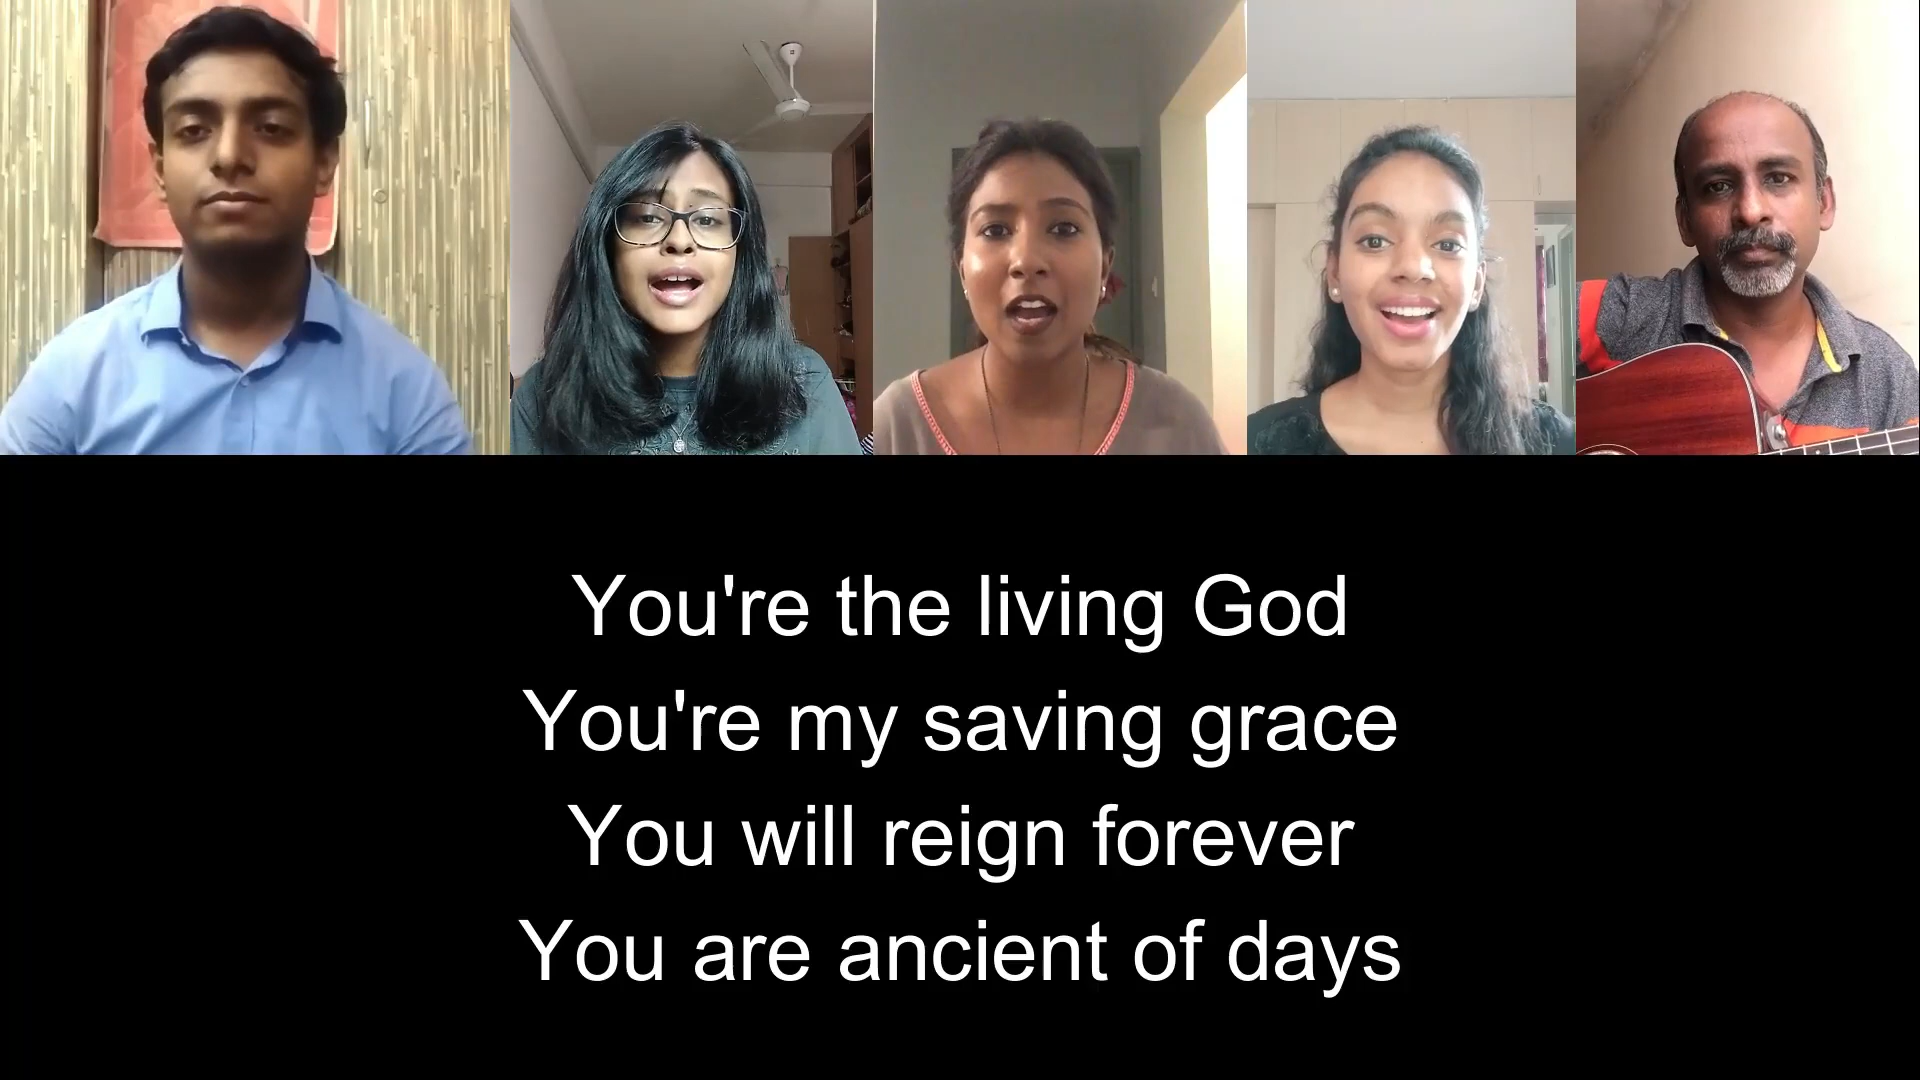 You're the living God
You're my saving grace
You will reign forever
You are ancient of days